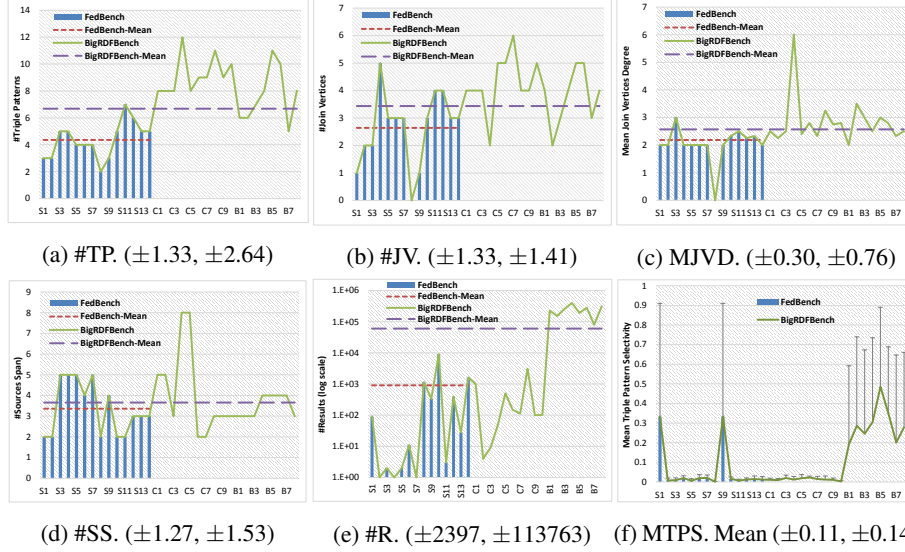 #Triple Patterns
14
12
10
8
6
4
2
0
FedBench
FedBench-Mean
BigRDFBench
BigRDFBench-Mean
S1 S3 S5 S7 S9 S11 S13 C1 C3 C5 C7 C9 B1 B3 B5 B7
(a) #TP. (±1.33, ±2.64)
#Join Vertices
7
6
5
4
3
2
1
0
FedBench
FedBench-Mean
BigRDFBench
BigRDFBench-Mean
S1 S3 S5 S7 S9 S11 S13 C1 C3 C5 C7 C9 B1 B3 B5 B7
(b) #JV. (±1.33, ±1.41)
Mean Join Vertices Degree
7
6
5
4
3
2
1
0
FedBench
FedBench-Mean
BigRDFBench
BigRDFBench-Mean
S1 S3 S5 S7 S9 S11 S13 C1 C3 C5 C7 C9 B1 B3 B5 B7
(c) MJVD. (±0.30, ±0.76)
#Sources Span)
9
8
7
6
5
4
3
2
1
0
FedBench
FedBench-Mean
BigRDFBench
BigRDFBench-Mean
S1 S3 S5 S7 S9 S11 S13 C1 C3 C5 C7 C9 B1 B3 B5 B7
(d) #SS. (±1.27, ±1.53)
#Results (log scale)
1.E+06
1.E+05
1.E+04
1.E+03
1.E+02
1.E+01
1.E+00
FedBench
FedBench-Mean
BigRDFBench
BigRDFBench-Mean
S1 S3 S5 S7 S9 S11 S13 C1 C3 C5 C7 C9 B1 B3 B5 B7
(e) #R. (±2397, ±113763)
Mean Triple Pattern Selectivity
1
0.9
0.8
0.7
0.6
0.5
0.4
0.3
0.2
0.1
0
FedBench
BigRDFBench
S1 S3 S5 S7 S9 S11 S13 C1 C3 C5 C7 C9 B1 B3 B5 B7
(f) MTPS. Mean (±0.11, ±0.14